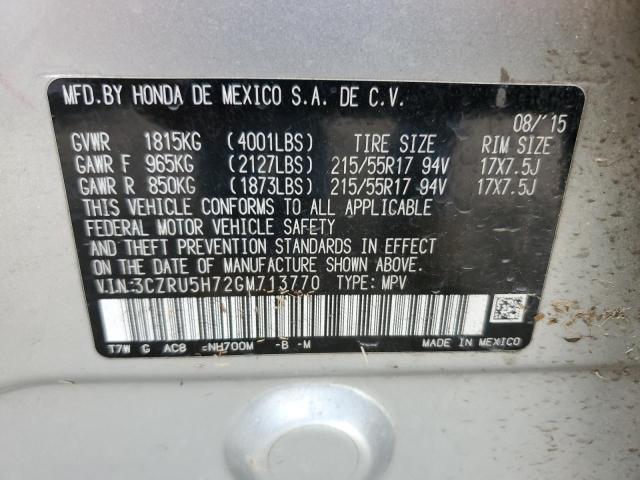 MFD.BY HONDA DE MEXICO S.A. DE C.V.
08/'15
GVWR 1815KG (4001LBS) TIRE SIZE RIM SIZE
GAWR F 965KG (2127LBS) 215/55R17 94V 17X7.5J
GAWR R 850KG (1873LBS) 215/55R17 94V 17X7.5J
THIS VEHICLE CONFORMS TO ALL APPLICABLE
FEDERAL MOTOR VEHICLE SAFETY
AND THEFT PREVENTION STANDARDS IN EFFECT
ON THE DATE OF MANUFACTURE SHOWN ABOVE.
V.I.N:3CZRU5H72GM713770 TYPE: MPV
T7W G AC8 -NH700M -B -M
MADE IN MEXICO